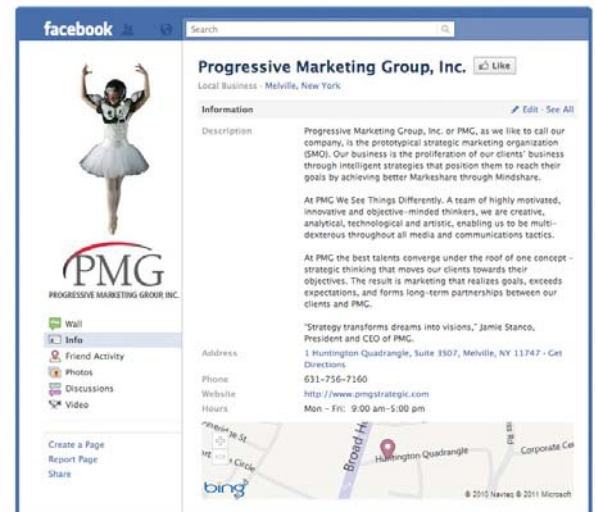 facebook
Search
Progressive Marketing Group, Inc. Like
Local Business · Melville, New York
Information
Edit · See All
Description
Progressive Marketing Group, Inc. or PMG, as we like to call our
company, is the prototypical strategic marketing organization
(SMO). Our business is the proliferation of our clients' business
through intelligent strategies that position them to reach their
goals by achieving better Markeshare through Mindshare.
At PMG We See Things Differently. A team of highly motivated,
innovative and objective-minded thinkers, we are creative,
analytical, technological and artistic, enabling us to be multi-
dexterous throughout all media and communications tactics.
At PMG the best talents converge under the roof of one concept -
strategic thinking that moves our clients towards their
objectives. The result is marketing that realizes goals, exceeds
expectations, and forms long-term partnerships between our
clients and PMG.
"Strategy transforms dreams into visions," Jamie Stanco,
President and CEO of PMG.
Address
1 Huntington Quadrangle, Suite 3507, Melville, NY 11747 - Get
Directions
Phone
631-756-7160
Website
http://www.pmgstrategic.com
Hours
Mon - Fri: 9:00 am-5:00 pm
PMG
PROGRESSIVE MARKETING GROUP, INC.
Wall
Info
Friend Activity
Photos
Discussions
Video
Create a Page
Report Page
Share
Circle
Broad H
Huntington Quadrangle
Corporate Ce
bing
© 2010 Navteq © 2011 Microsoft